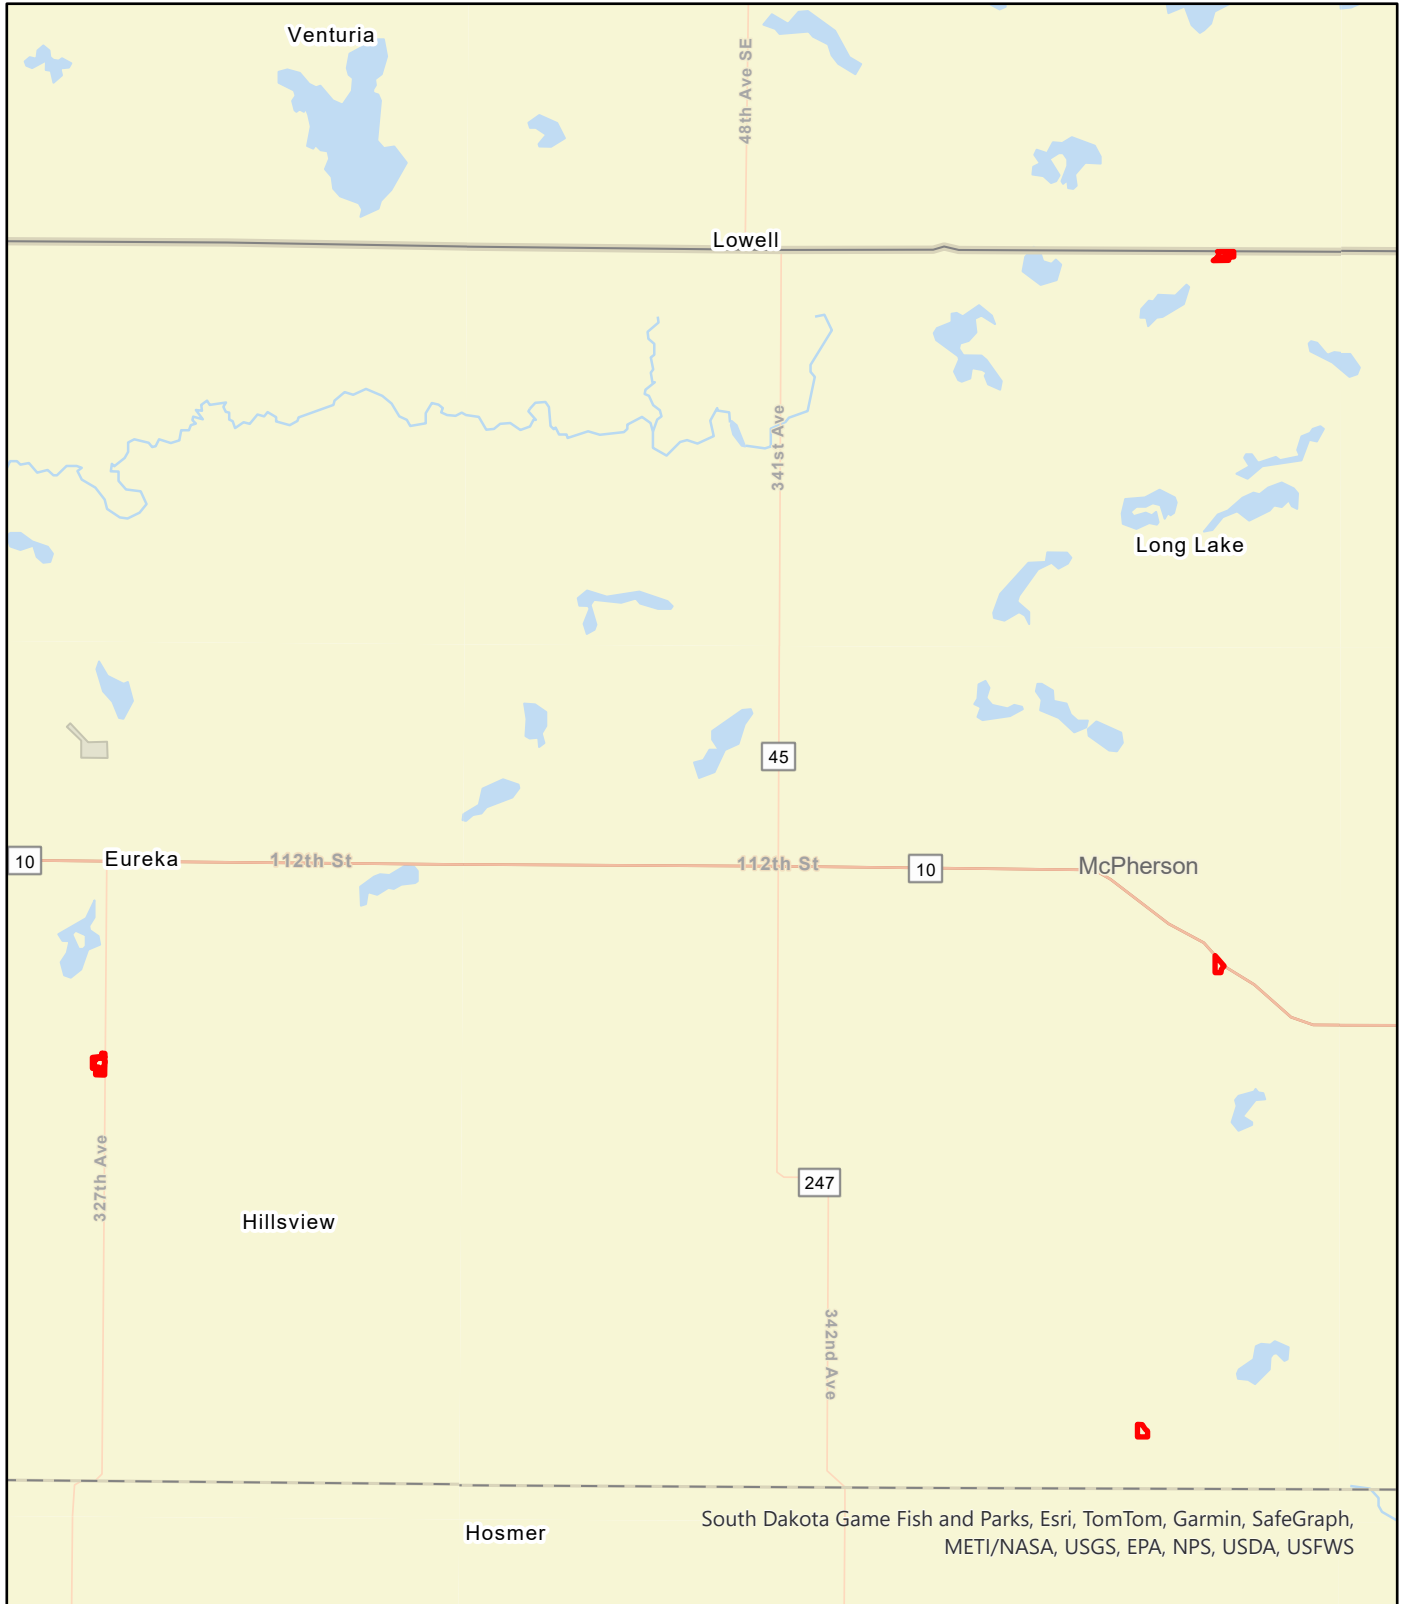 Venturia
48th Ave SE
Lowell
341st Ave
Long Lake
45
10
Eureka
112th St
112th St
10
McPherson
327th Ave
247
Hillsview
342nd Ave
Hosmer
South Dakota Game Fish and Parks, Esri, TomTom, Garmin, SafeGraph,
METI/NASA, USGS, EPA, NPS, USDA, USFWS